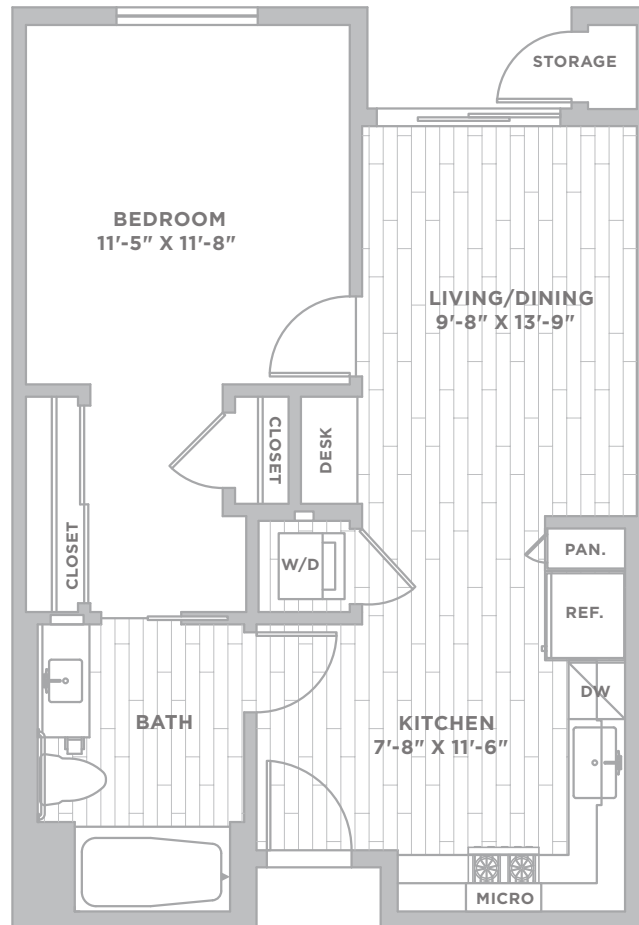 STORAGE
BEDROOM
11'-5" X 11'-8"
LIVING/DINING
9'-8" X 13'-9"
CLOSET
DESK
CLOSET
W/D
PAN.
REF.
DW
BATH
KITCHEN
7'-8" X 11'-6"
MICRO